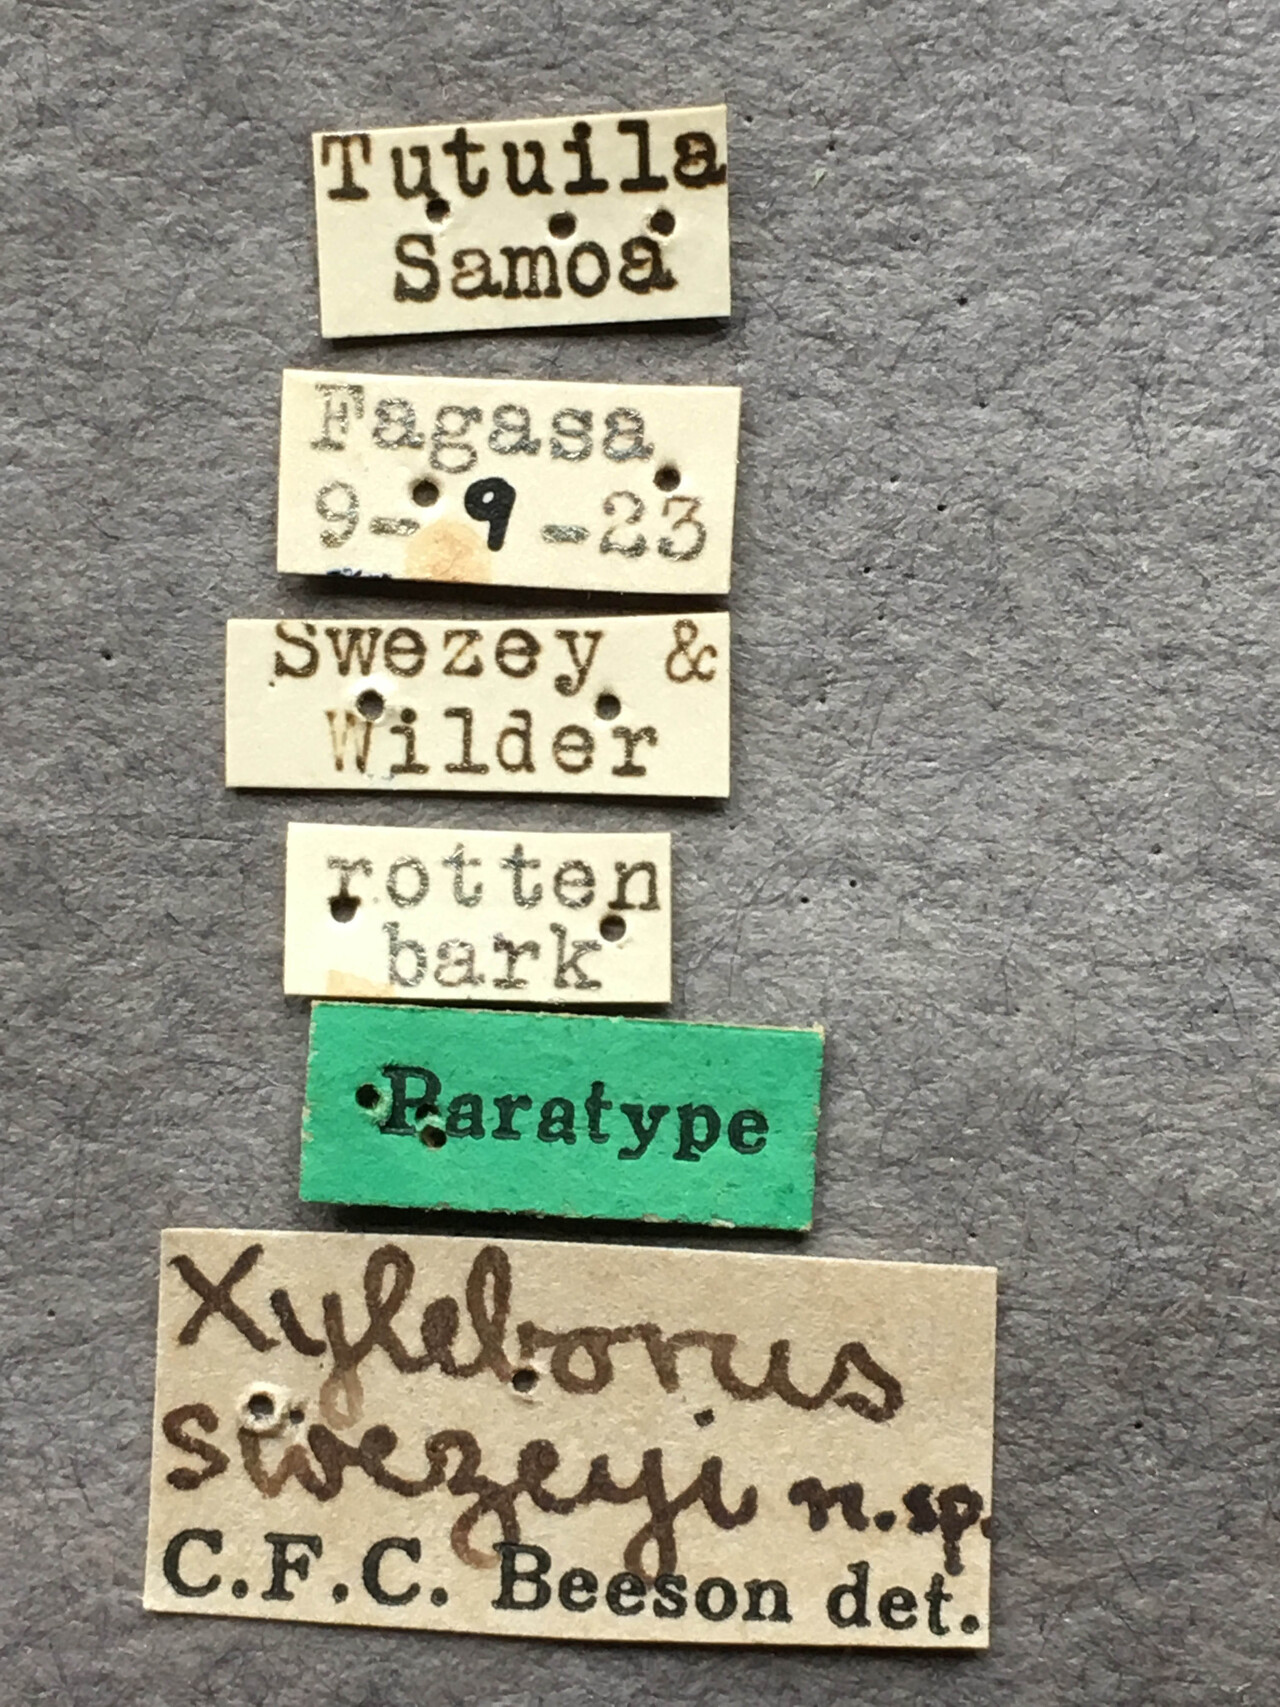 Tutuila
Samoa
Fagasa
9- 9 -23
Swezey &
Wilder
rotten
bark
Paratype
Xyleborus
swezeyi n.sp.
C.F.C. Beeson det.